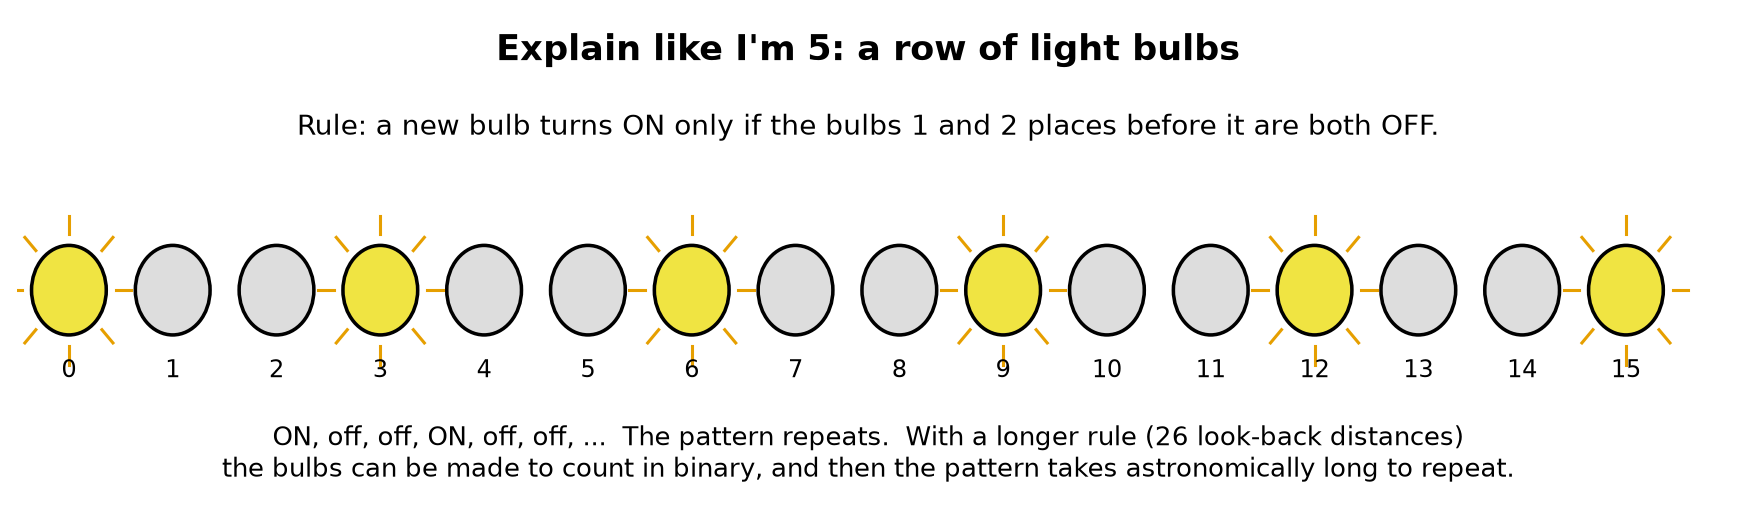 Explain like I'm 5: a row of light bulbs
Rule: a new bulb turns ON only if the bulbs 1 and 2 places before it are both OFF.
0 1 2 3 4 5 6 7 8 9 10 11 12 13 14 15
ON, off, off, ON, off, off, ...  The pattern repeats.  With a longer rule (26 look-back distances)
the bulbs can be made to count in binary, and then the pattern takes astronomically long to repeat.